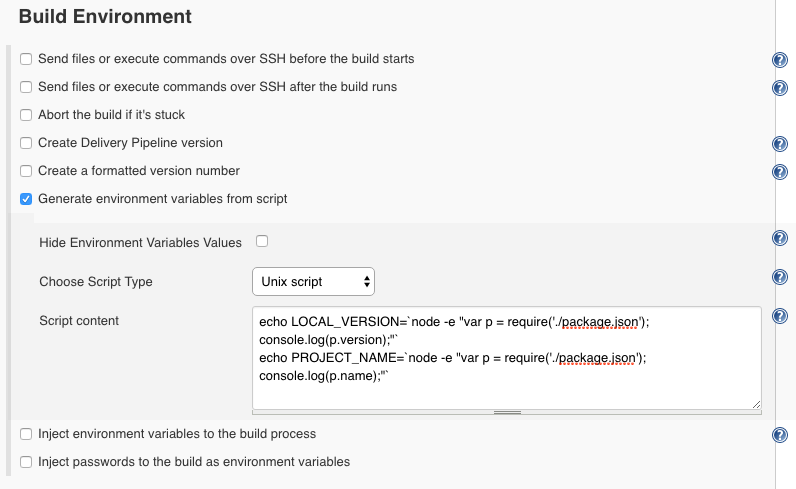 Build Environment
Send files or execute commands over SSH before the build starts
Send files or execute commands over SSH after the build runs
Abort the build if it's stuck
Create Delivery Pipeline version
Create a formatted version number
Generate environment variables from script
Hide Environment Variables Values
Choose Script Type
Unix script
Script content
echo LOCAL_VERSION=`node -e "var p = require('./package.json');
console.log(p.version);"`
echo PROJECT_NAME=`node -e "var p = require('./package.json');
console.log(p.name);"`
Inject environment variables to the build process
Inject passwords to the build as environment variables